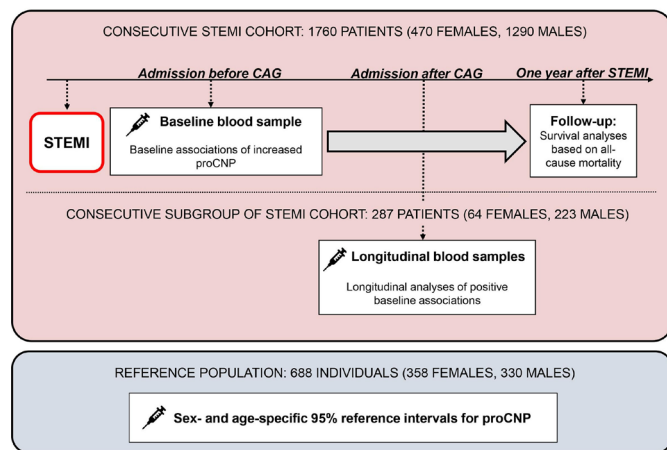 CONSECUTIVE STEMI COHORT: 1760 PATIENTS (470 FEMALES, 1290 MALES)
Admission before CAG
Admission after CAG
One year after STEMI
STEMI
Baseline blood sample
Baseline associations of increased
proCNP
Follow-up:
Survival analyses
based on all-
cause mortality
CONSECUTIVE SUBGROUP OF STEMI COHORT: 287 PATIENTS (64 FEMALES, 223 MALES)
Longitudinal blood samples
Longitudinal analyses of positive
baseline associations
REFERENCE POPULATION: 688 INDIVIDUALS (358 FEMALES, 330 MALES)
Sex- and age-specific 95% reference intervals for proCNP